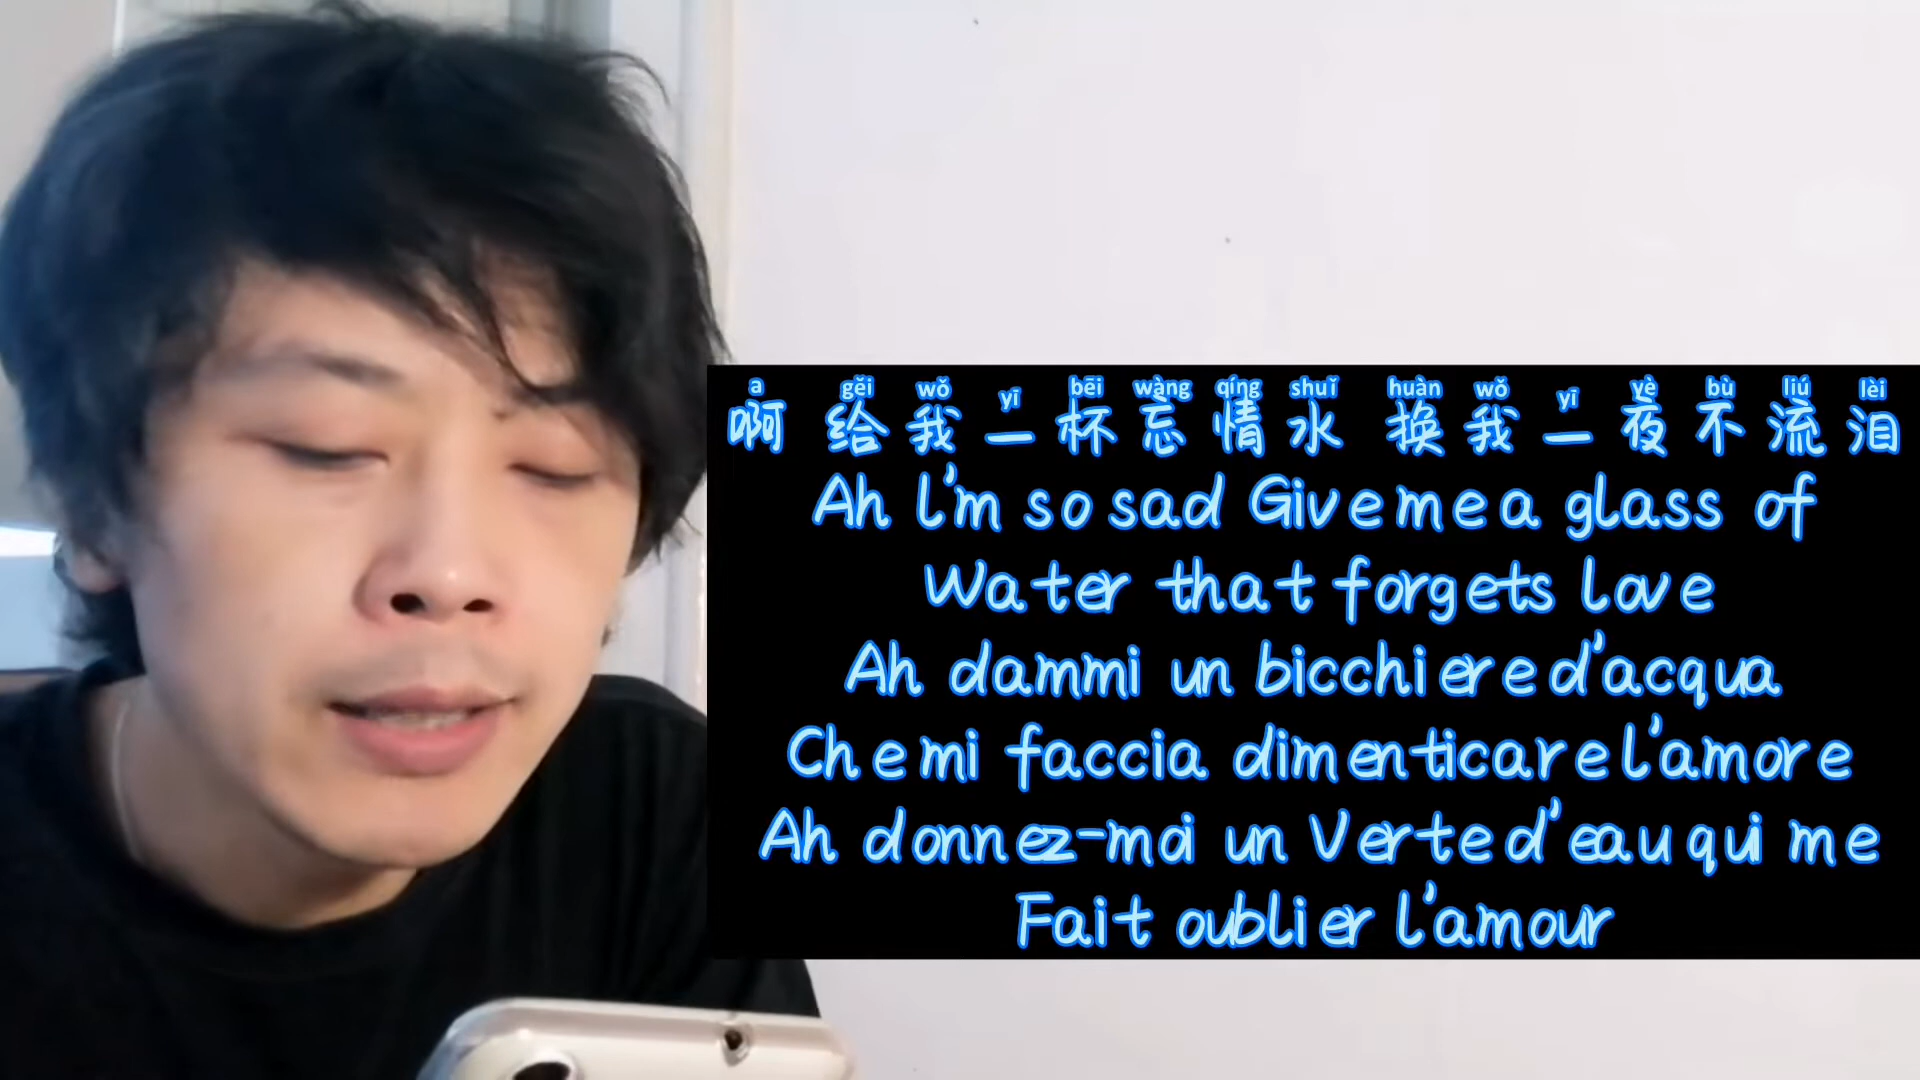 a gěi wǒ yī bēi wàng qíng shuǐ huàn wǒ yī yè bù liú lèi
啊 给我一杯忘情水 换我一夜不流泪
Ah l'm so sad Give me a glass of
Water that forgets love
Ah dammi un bicchiere d'acqua
Che mi faccia dimenticare l'amore
Ah donnez-moi un Verte d'eau qui me
Fait oublier l'amour